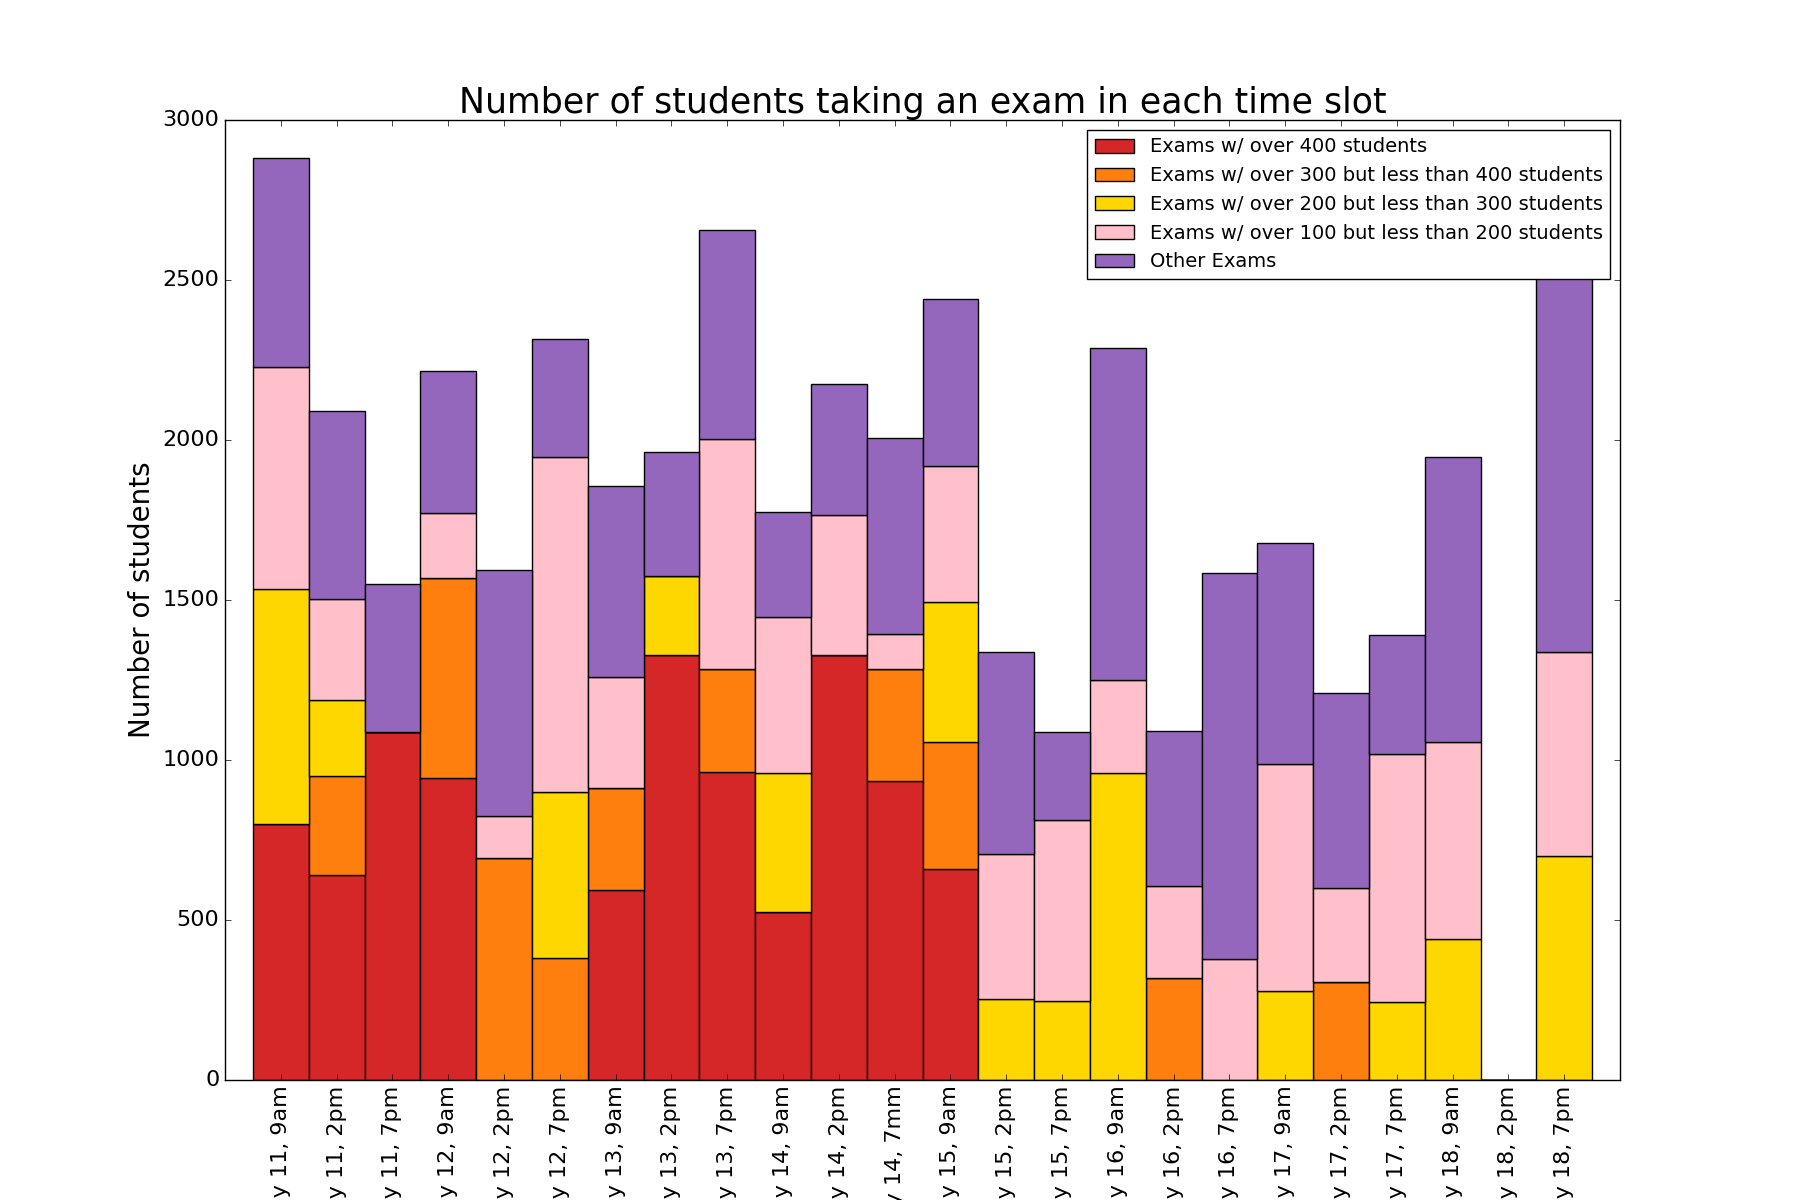 Number of students taking an exam in each time slot
3000
2500
2000
1500
1000
500
0
Number of students
Exams w/ over 400 students
Exams w/ over 300 but less than 400 students
Exams w/ over 200 but less than 300 students
Exams w/ over 100 but less than 200 students
Other Exams
y 11, 9am
y 11, 2pm
y 11, 7pm
y 12, 9am
y 12, 2pm
y 12, 7pm
y 13, 9am
y 13, 2pm
y 13, 7pm
y 14, 9am
y 14, 2pm
y 14, 7mm
y 15, 9am
y 15, 2pm
y 15, 7pm
y 16, 9am
y 16, 2pm
y 16, 7pm
y 17, 9am
y 17, 2pm
y 17, 7pm
y 18, 9am
y 18, 2pm
y 18, 7pm